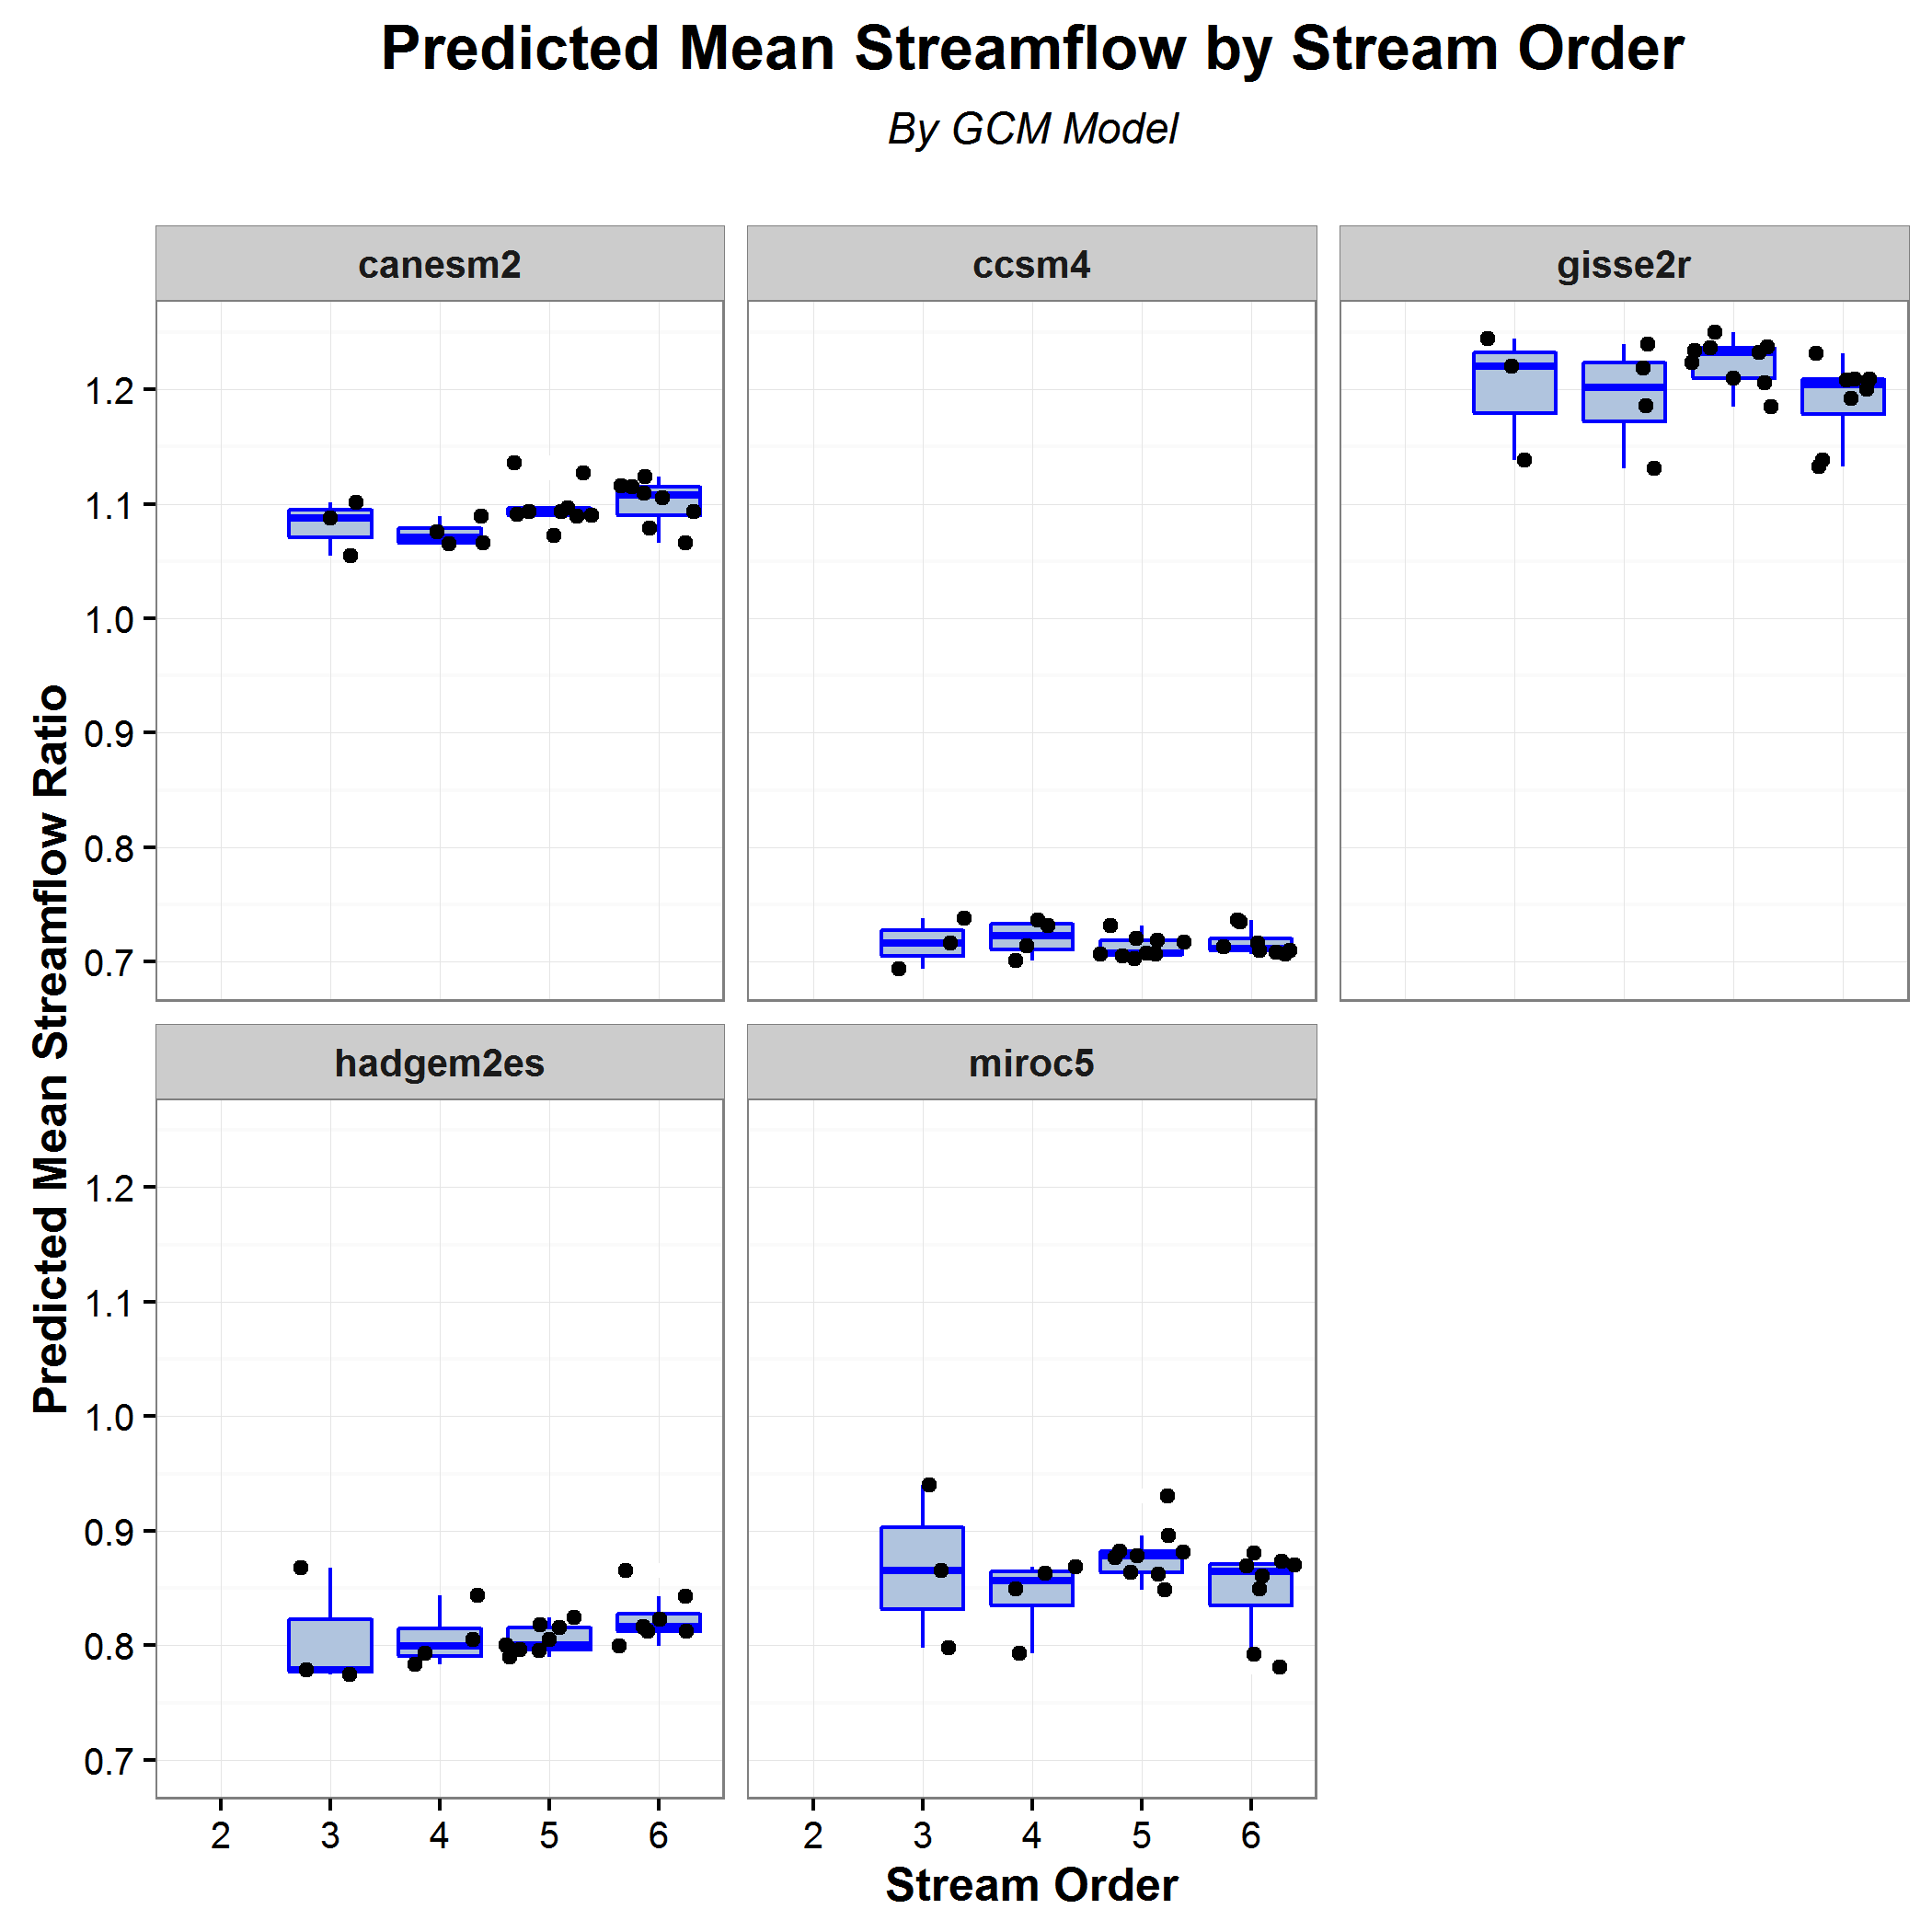 Predicted Mean Streamflow by Stream Order
By GCM Model
canesm2
ccsm4
gisse2r
1.2
1.1
1.0
0.9
0.8
0.7
Predicted Mean Streamflow Ratio
hadgem2es
miroc5
1.2
1.1
1.0
0.9
0.8
0.7
2 3 4 5 6
2 3 4 5 6
Stream Order